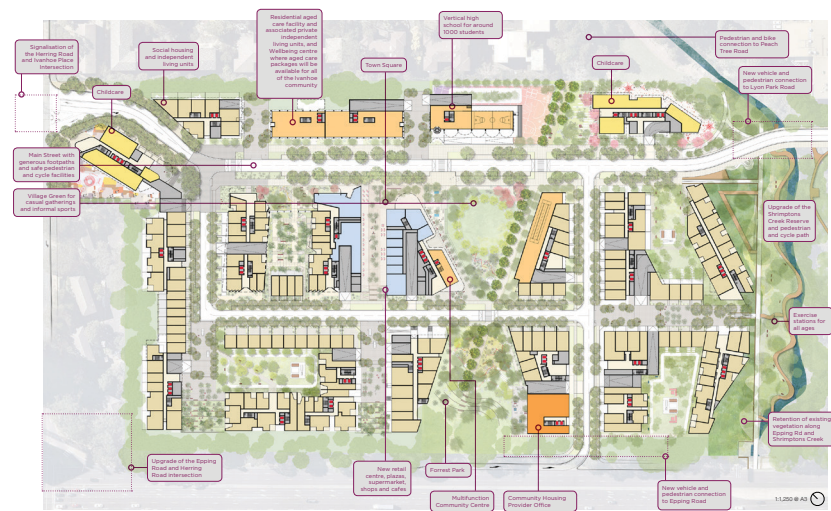 Signalisation of
the Herring Road
and Ivanhoe Place
Intersection
Social housing
and independent
living units
Residential aged
care facility and
associated private
independent
living units, and
Wellbeing centre
where aged care
packages will be
available for all of
the Ivanhoe
community
Vertical high
school for around
1000 students
Pedestrian and bike
connection to Peach
Tree Road
Town Square
Childcare
Childcare
New vehicle and
pedestrian connection
to Lyon Park Road
Main Street with
generous footpaths
and safe pedestrian
and cycle facilities
Village Green for
casual gatherings
and informal sports
Upgrade of the
Shrimptons
Creek Reserve
and pedestrian
and cycle path
Exercise
stations for
all ages
Retention of existing
vegetation along
Epping Rd and
Shrimptons Creek
Upgrade of the Epping
Road and Herring
Road intersection
New retail
centre, plazas,
supermarket,
shops and cafes
Forrest Park
Multifunction
Community Centre
Community Housing
Provider Office
New vehicle and
pedestrian connection
to Epping Road
1:1,250 @ A3